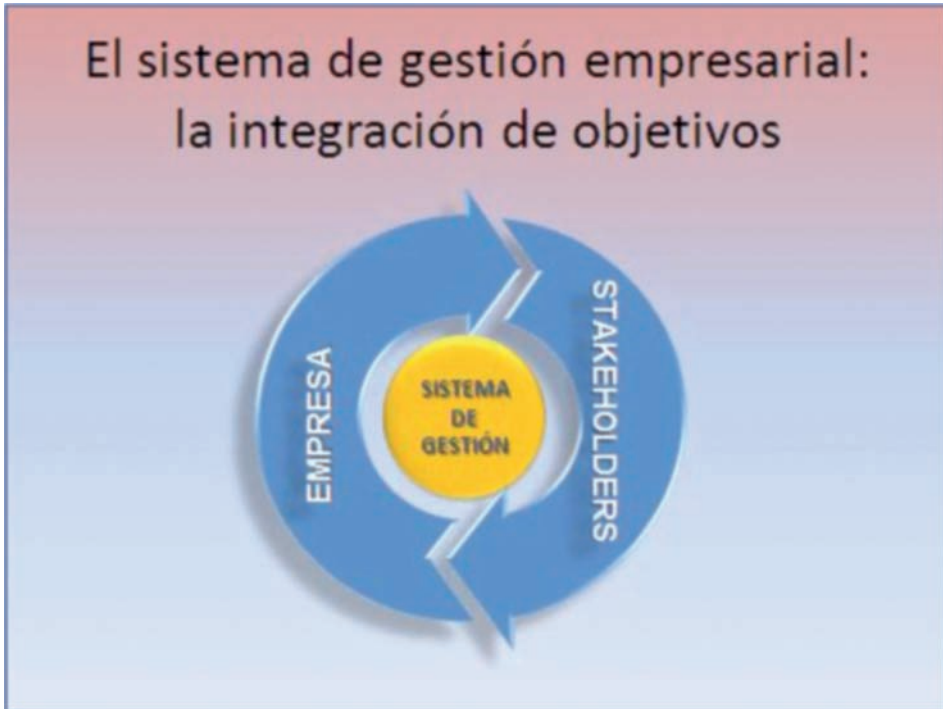 El sistema de gestión empresarial:
la integración de objetivos
EMPRESA
SISTEMA
DE
GESTIÓN
STAKEHOLDERS